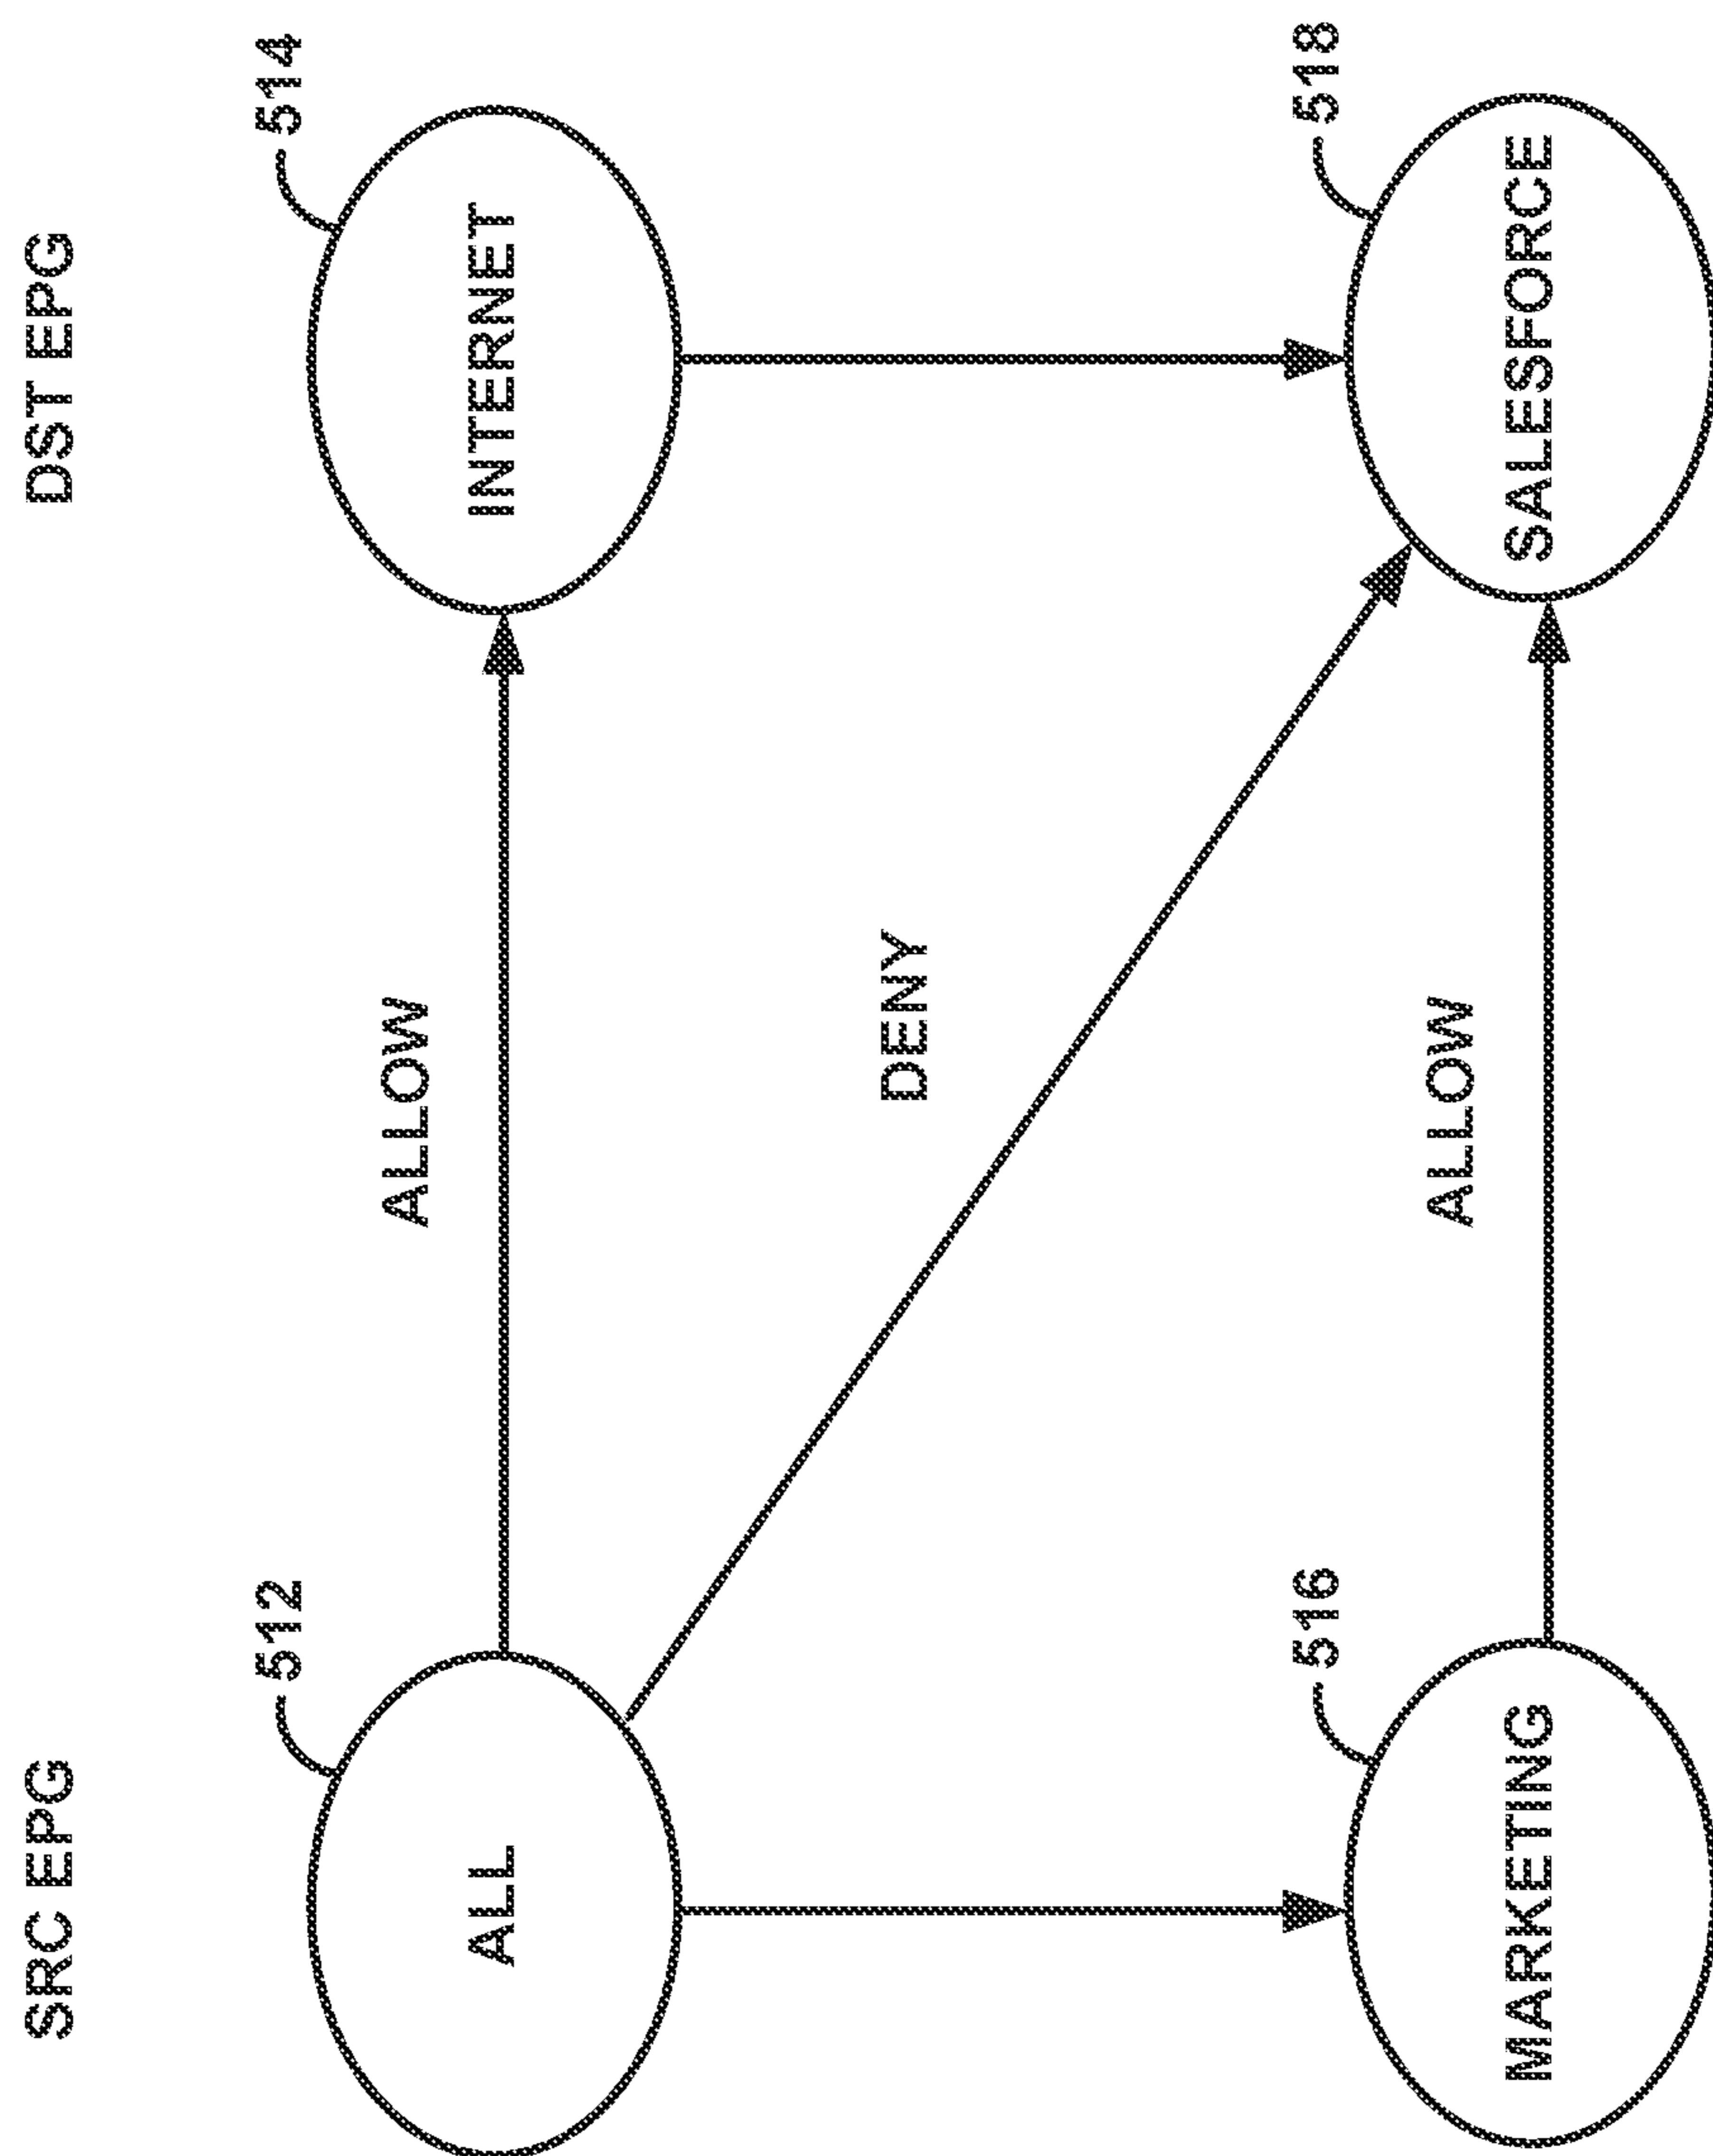 SRC EPG
DST EPG
512
514
ALL
ALLOW
INTERNET
DENY
516
518
MARKETING
ALLOW
SALESFORCE